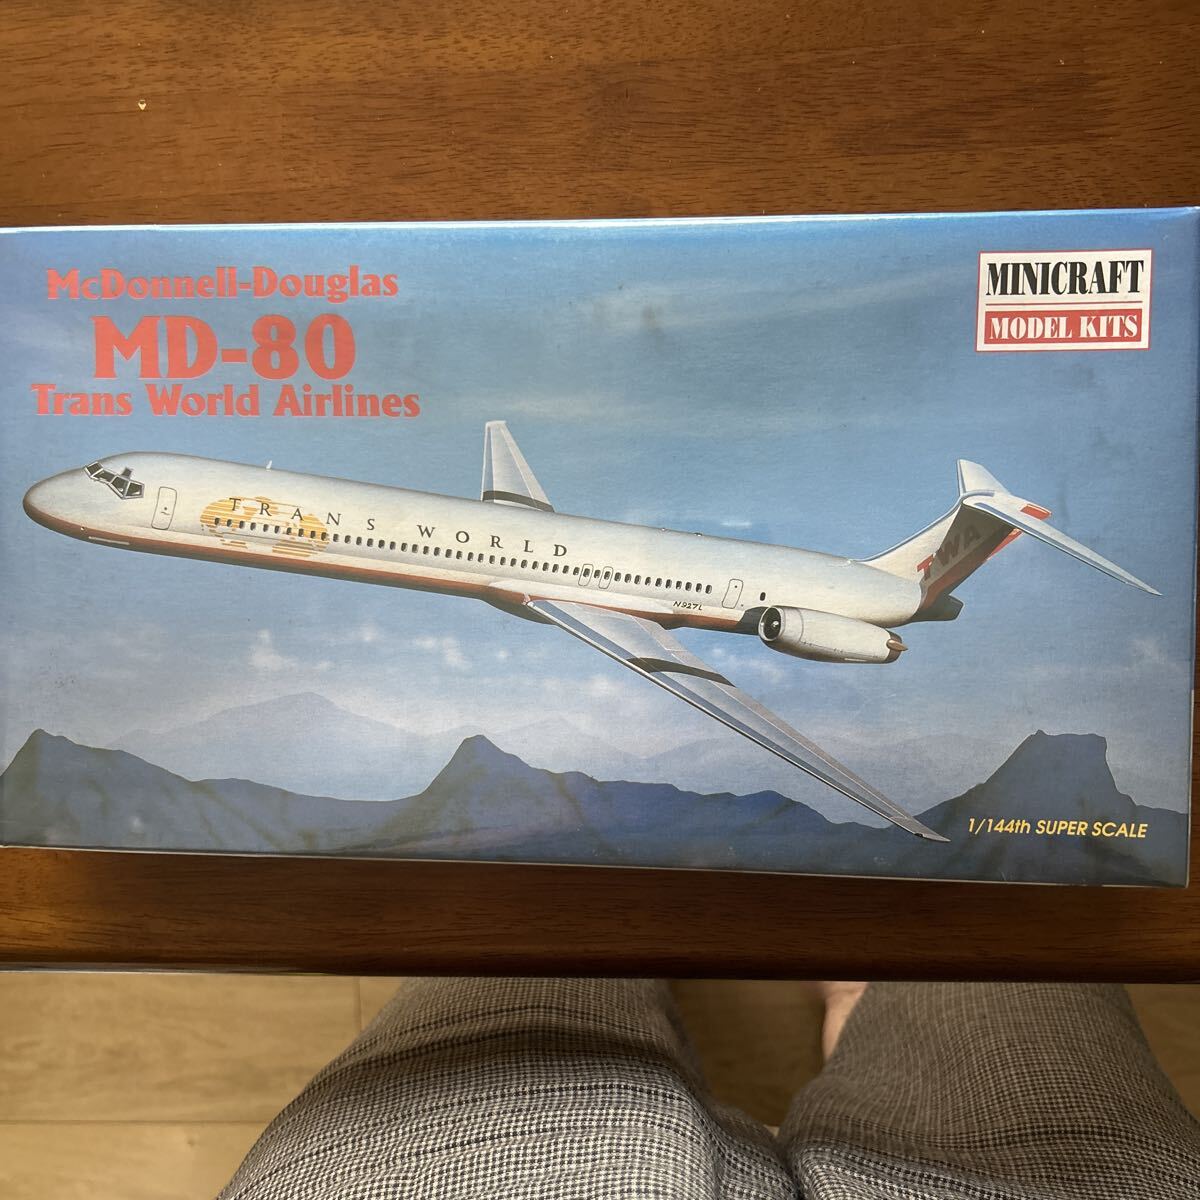 McDonnell-Douglas
MD-80
Trans World Airlines
MINICRAFT
MODEL KITS
TRANS WORLD
N927L
TWA
1/144th SUPER SCALE